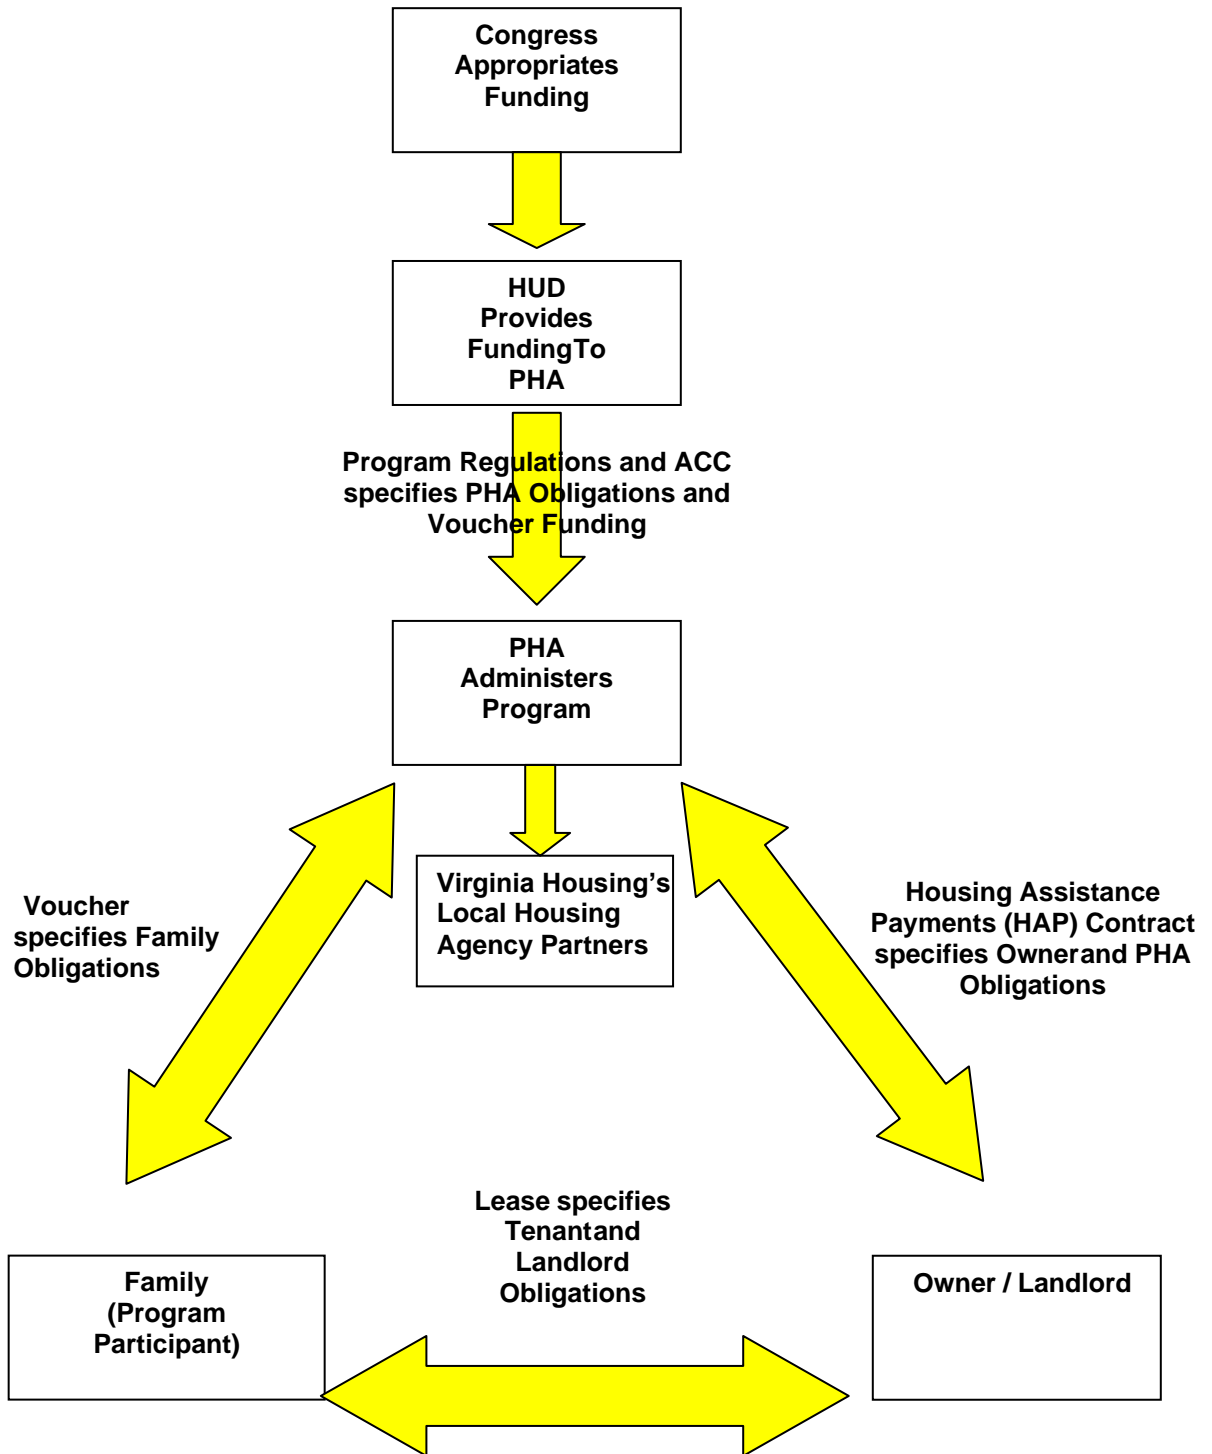 Congress
Appropriates
Funding
HUD
Provides
FundingTo
PHA
Program Regulations and ACC
specifies PHA Obligations and
Voucher Funding
PHA
Administers
Program
Virginia Housing’s
Local Housing
Agency Partners
Voucher
specifies Family
Obligations
Housing Assistance
Payments (HAP) Contract
specifies Ownerand PHA
Obligations
Lease specifies
Tenantand
Landlord
Obligations
Family
(Program
Participant)
Owner / Landlord